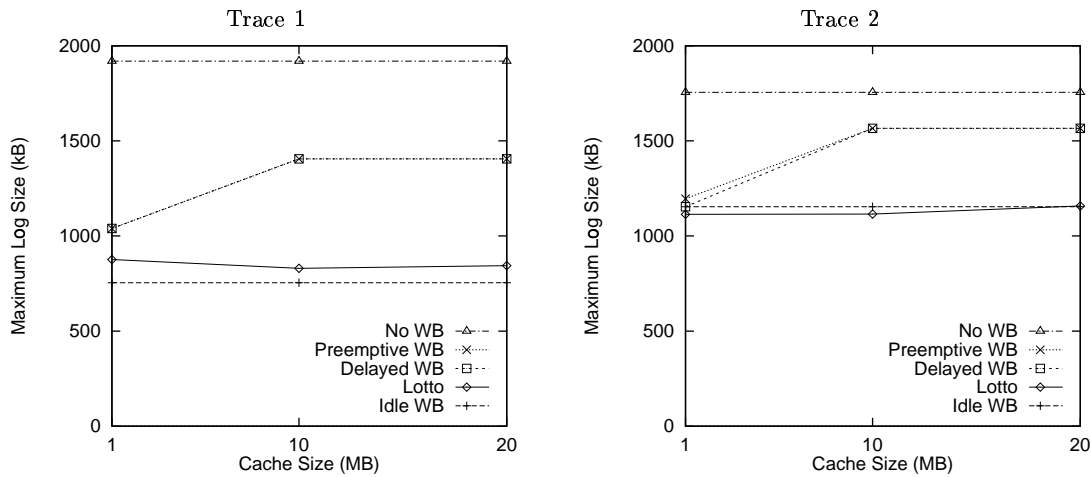 Trace 1
2000
1500
1000
500
0
Maximum Log Size (kB)
No WB
Preemptive WB
Delayed WB
Lotto
Idle WB
1
10
20
Cache Size (MB)
Trace 2
2000
1500
1000
500
0
Maximum Log Size (kB)
No WB
Preemptive WB
Delayed WB
Lotto
Idle WB
1
10
20
Cache Size (MB)